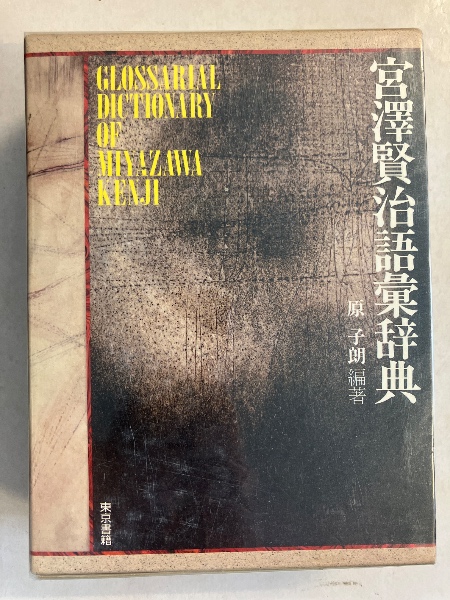 GLOSSARIAL
DICTIONARY
OF
MIYAZAWA
KENJI
宮澤賢治語彙辞典
原 子朗 編著
東京書籍